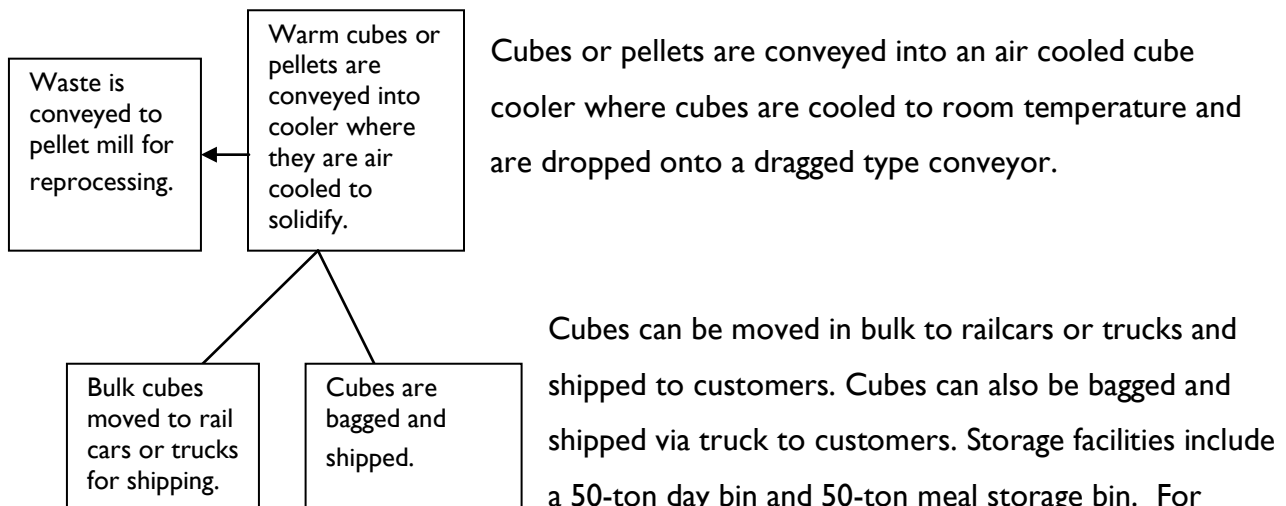 Waste is
conveyed to
pellet mill for
reprocessing.
Warm cubes or
pellets are
conveyed into
cooler where
they are air
cooled to
solidify.
Cubes or pellets are conveyed into an air cooled cube
cooler where cubes are cooled to room temperature and
are dropped onto a dragged type conveyor.
Bulk cubes
moved to rail
cars or trucks
for shipping.
Cubes are
bagged and
shipped.
Cubes can be moved in bulk to railcars or trucks and
shipped to customers. Cubes can also be bagged and
shipped via truck to customers. Storage facilities include
a 50-ton day bin and 50-ton meal storage bin. For